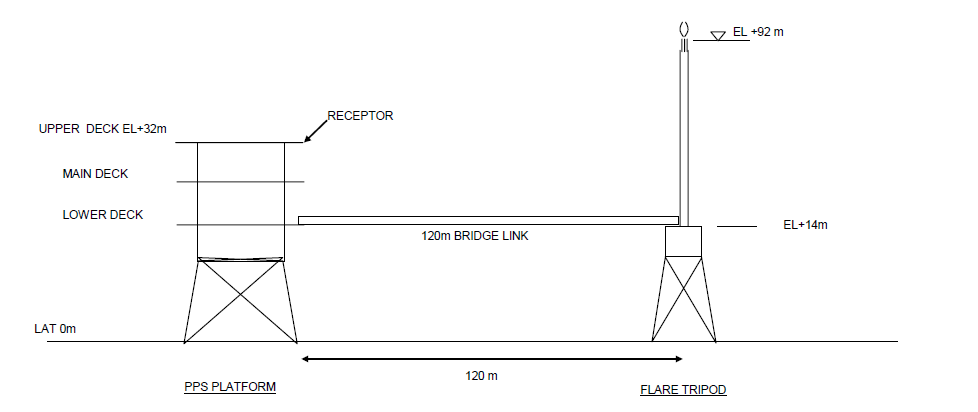 EL +92 m
RECEPTOR
UPPER DECK EL+32m
MAIN DECK
LOWER DECK
EL+14m
120m BRIDGE LINK
LAT 0m
120 m
PPS PLATFORM
FLARE TRIPOD